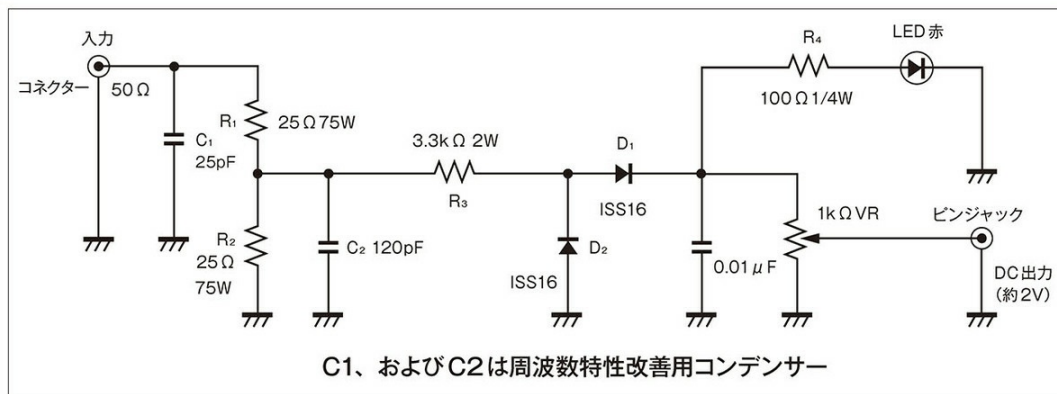 入力
コネクター
50Ω
C₁
25pF
R₁
25Ω75W
R₂
25Ω
75W
C₂ 120pF
3.3kΩ 2W
R₃
D₁
ISS16
D₂
ISS16
0.01μF
R₄
100Ω1/4W
LED赤
1kΩVR
ピンジャック
DC出力
(約2V)
C1、およびC2は周波数特性改善用コンデンサー